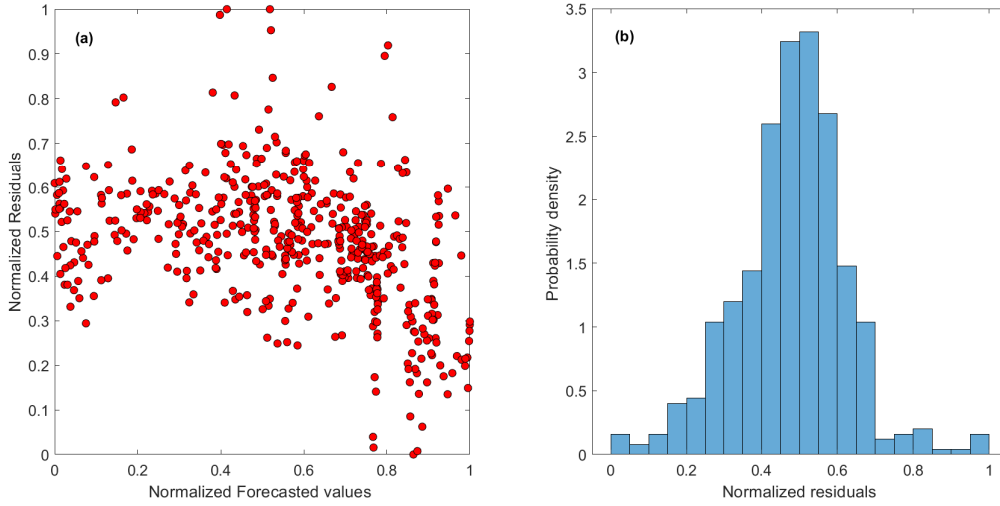 (a)
Normalized Residuals
1
0.9
0.8
0.7
0.6
0.5
0.4
0.3
0.2
0.1
0
0 0.2 0.4 0.6 0.8 1
Normalized Forecasted values
(b)
Probability density
3.5
3
2.5
2
1.5
1
0.5
0
0 0.2 0.4 0.6 0.8 1
Normalized residuals